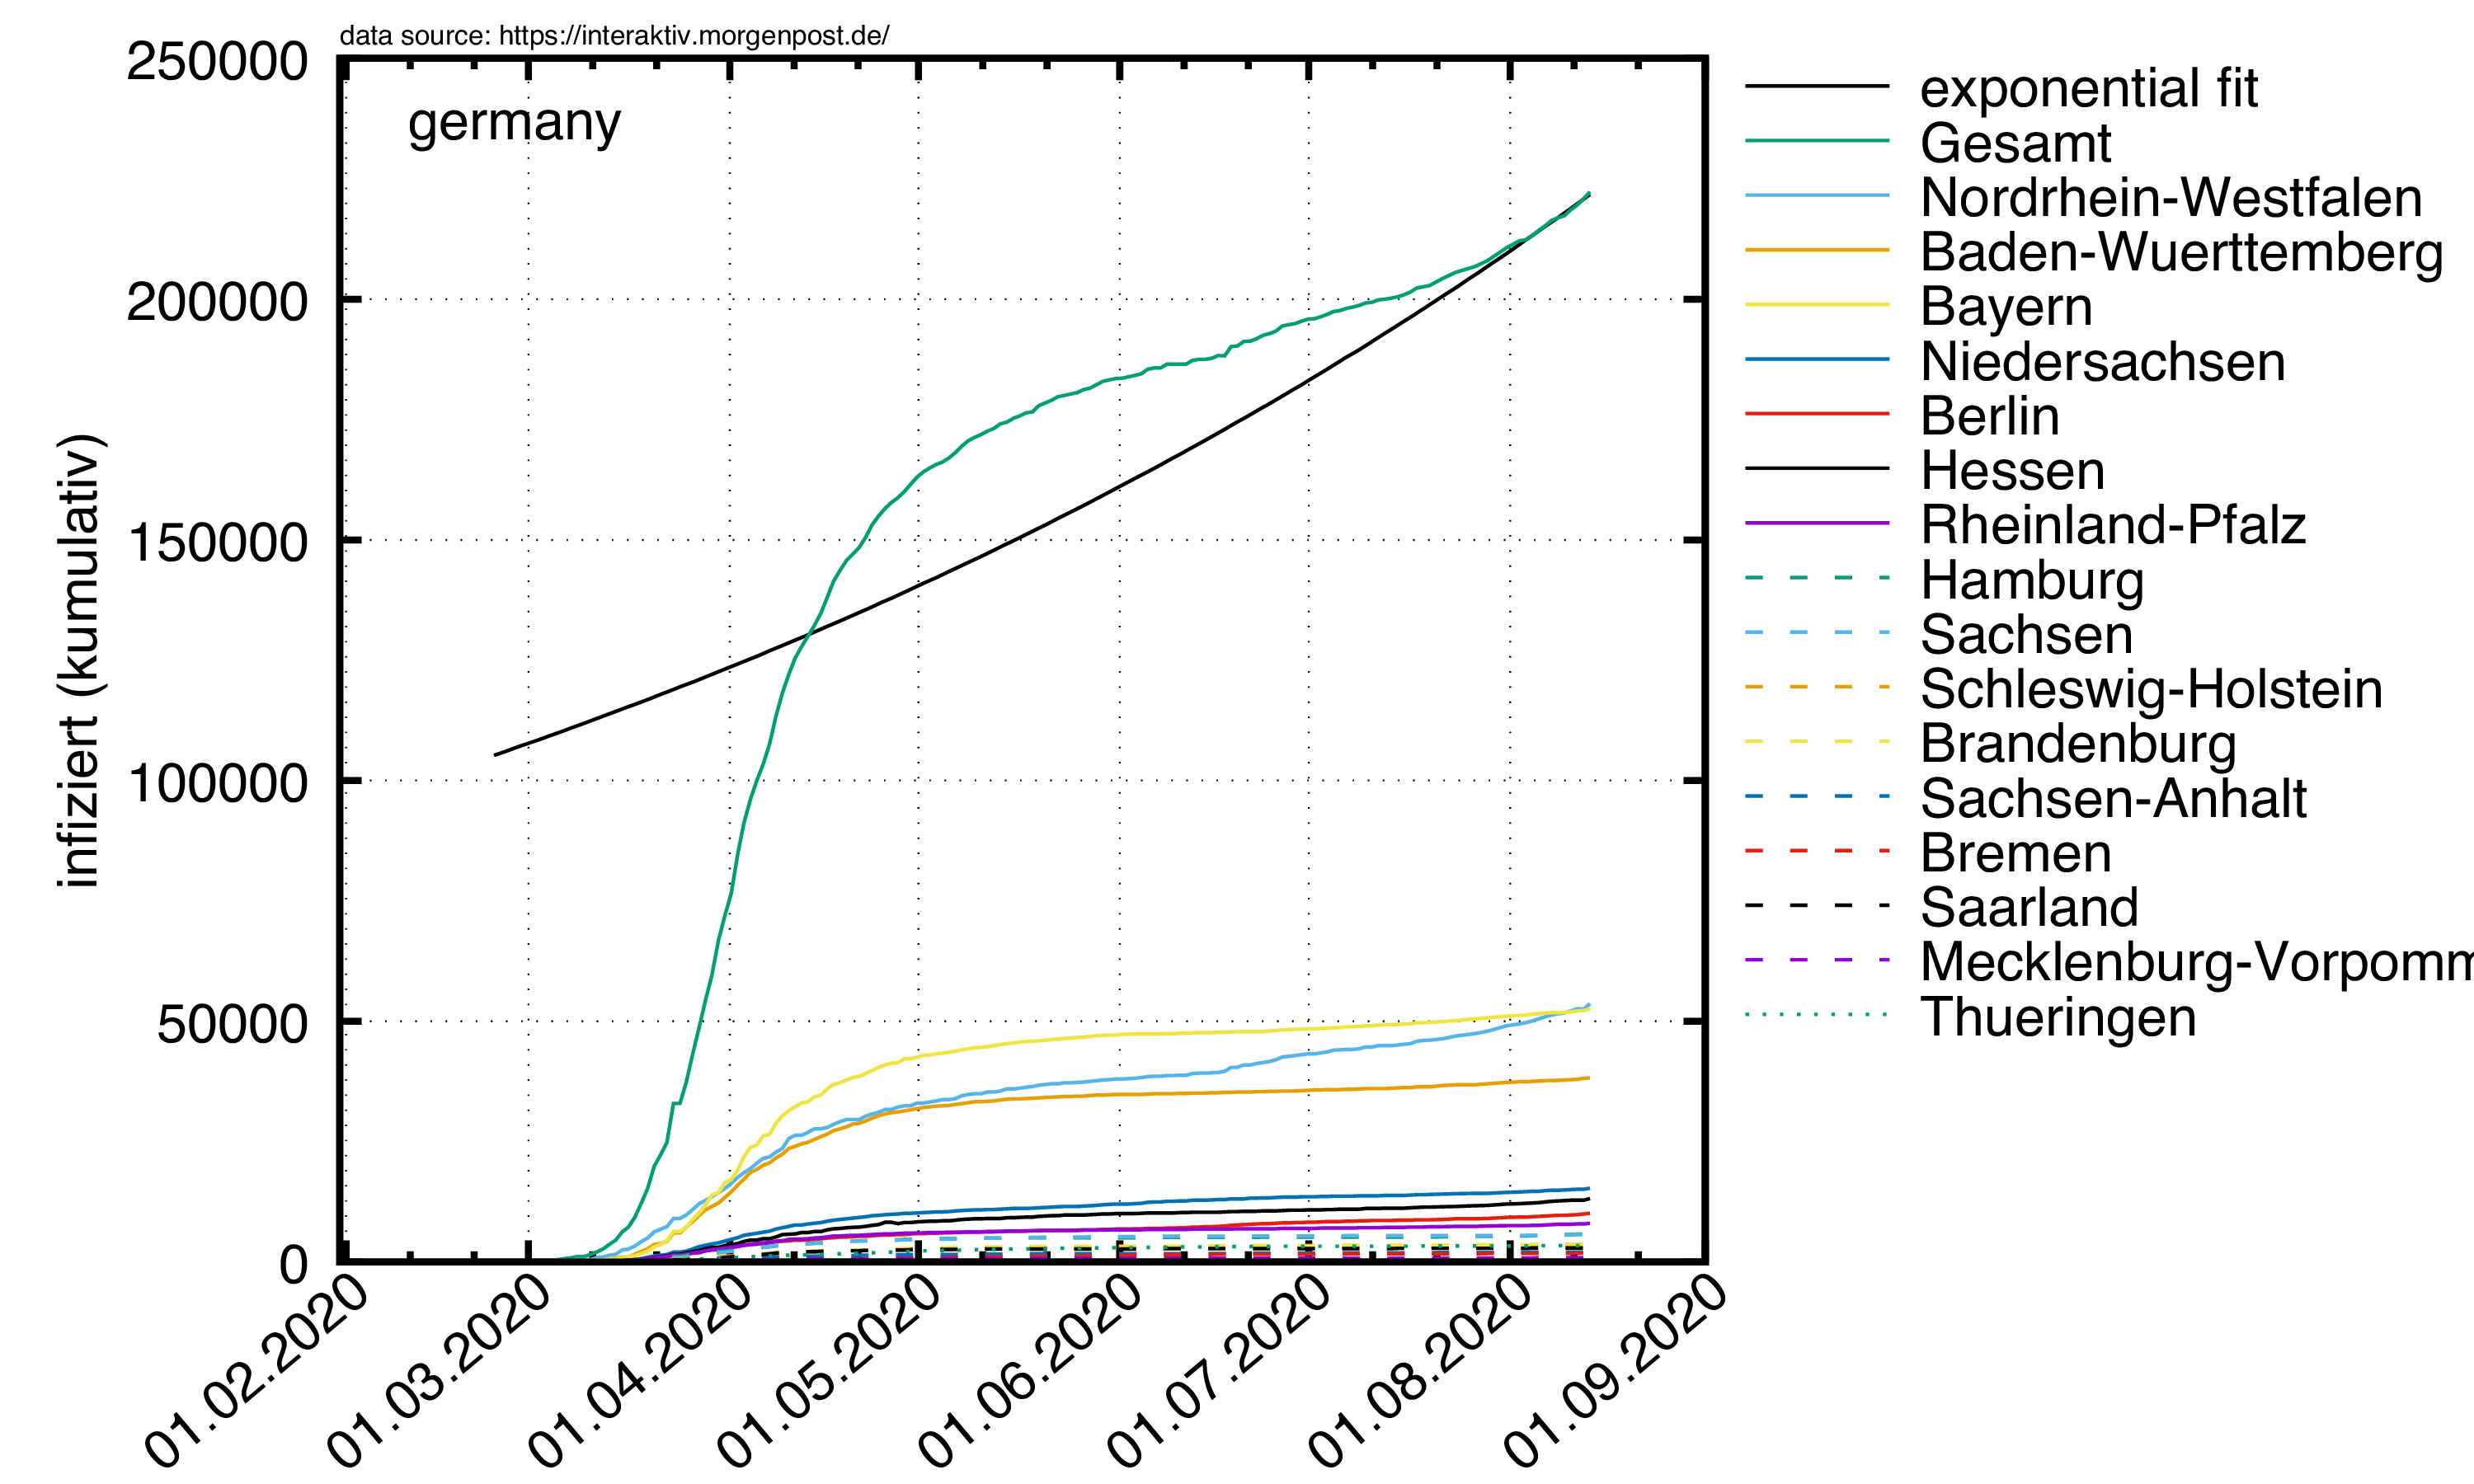 data source: https://interaktiv.morgenpost.de/
250000
200000
150000
100000
50000
0
infiziert (kumulativ)
germany
exponential fit
Gesamt
Nordrhein-Westfalen
Baden-Wuerttemberg
Bayern
Niedersachsen
Berlin
Hessen
Rheinland-Pfalz
Hamburg
Sachsen
Schleswig-Holstein
Brandenburg
Sachsen-Anhalt
Bremen
Saarland
Mecklenburg-Vorpomm
Thueringen
01.02.2020
01.03.2020
01.04.2020
01.05.2020
01.06.2020
01.07.2020
01.08.2020
01.09.2020